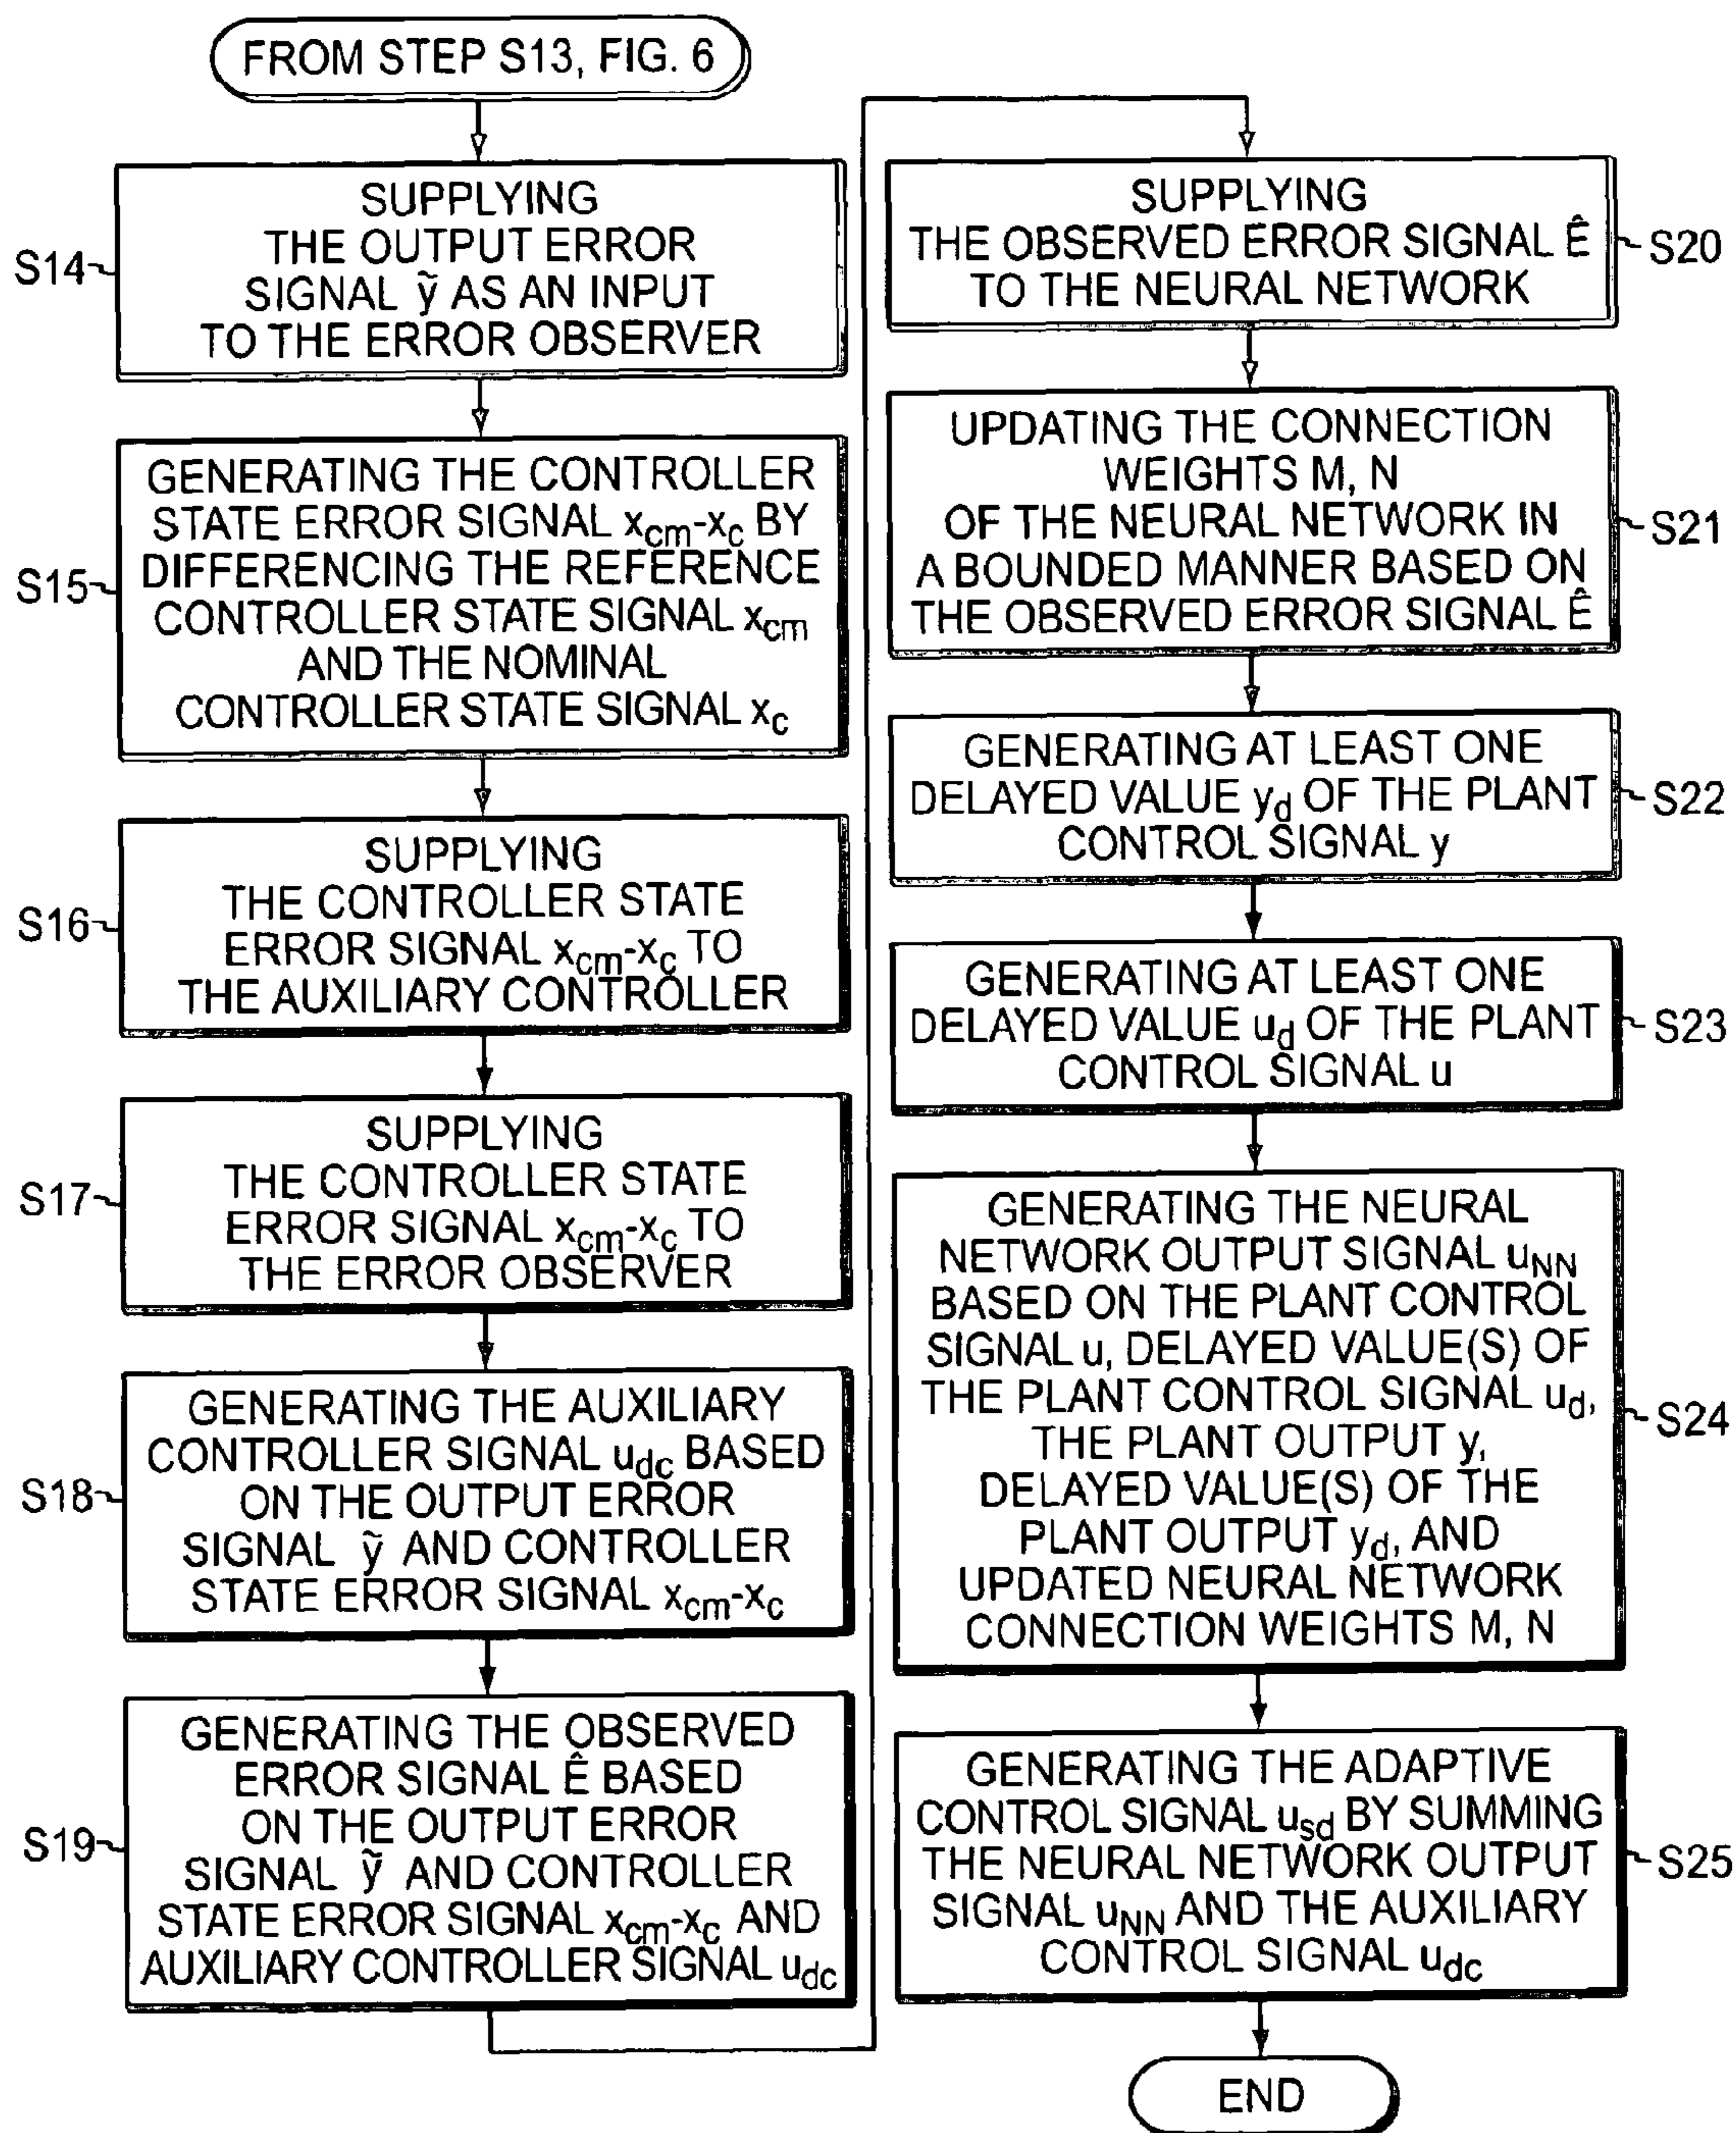 FROM STEP S13, FIG. 6
S14
SUPPLYING
THE OUTPUT ERROR
SIGNAL ỹ AS AN INPUT
TO THE ERROR OBSERVER
S15
GENERATING THE CONTROLLER
STATE ERROR SIGNAL xcm-xc BY
DIFFERENCING THE REFERENCE
CONTROLLER STATE SIGNAL xcm
AND THE NOMINAL
CONTROLLER STATE SIGNAL xc
S16
SUPPLYING
THE CONTROLLER STATE
ERROR SIGNAL xcm-xc TO
THE AUXILIARY CONTROLLER
S17
SUPPLYING
THE CONTROLLER STATE
ERROR SIGNAL xcm-xc TO
THE ERROR OBSERVER
S18
GENERATING THE AUXILIARY
CONTROLLER SIGNAL udc BASED
ON THE OUTPUT ERROR
SIGNAL ỹ AND CONTROLLER
STATE ERROR SIGNAL xcm-xc
S19
GENERATING THE OBSERVED
ERROR SIGNAL Ê BASED
ON THE OUTPUT ERROR
SIGNAL ỹ AND CONTROLLER
STATE ERROR SIGNAL xcm-xc AND
AUXILIARY CONTROLLER SIGNAL udc
SUPPLYING
THE OBSERVED ERROR SIGNAL Ê
TO THE NEURAL NETWORK
S20
UPDATING THE CONNECTION
WEIGHTS M, N
OF THE NEURAL NETWORK IN
A BOUNDED MANNER BASED ON
THE OBSERVED ERROR SIGNAL Ê
S21
GENERATING AT LEAST ONE
DELAYED VALUE yd OF THE PLANT
CONTROL SIGNAL y
S22
GENERATING AT LEAST ONE
DELAYED VALUE ud OF THE PLANT
CONTROL SIGNAL u
S23
GENERATING THE NEURAL
NETWORK OUTPUT SIGNAL uNN
BASED ON THE PLANT CONTROL
SIGNAL u, DELAYED VALUE(S) OF
THE PLANT CONTROL SIGNAL ud,
THE PLANT OUTPUT y,
DELAYED VALUE(S) OF THE
PLANT OUTPUT yd, AND
UPDATED NEURAL NETWORK
CONNECTION WEIGHTS M, N
S24
GENERATING THE ADAPTIVE
CONTROL SIGNAL usd BY SUMMING
THE NEURAL NETWORK OUTPUT
SIGNAL uNN AND THE AUXILIARY
CONTROL SIGNAL udc
S25
END